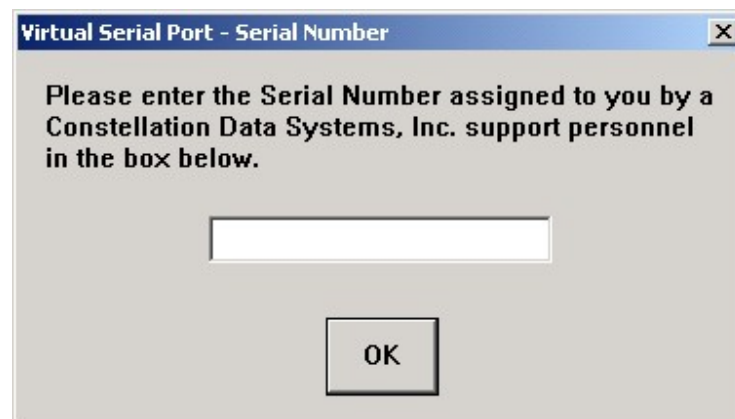 Virtual Serial Port - Serial Number
Please enter the Serial Number assigned to you by a
Constellation Data Systems, Inc. support personnel
in the box below.
OK